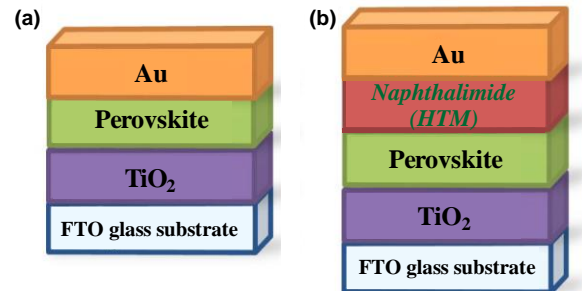 (a)
Au
Perovskite
TiO₂
FTO glass substrate
(b)
Au
Naphthalimide
(HTM)
Perovskite
TiO₂
FTO glass substrate